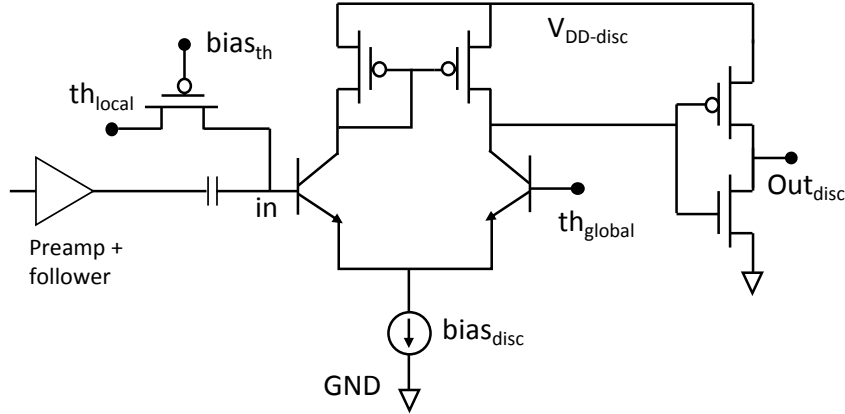 bias_th
V_DD-disc
th_local
in
Preamp +
follower
th_global
Out_disc
bias_disc
GND